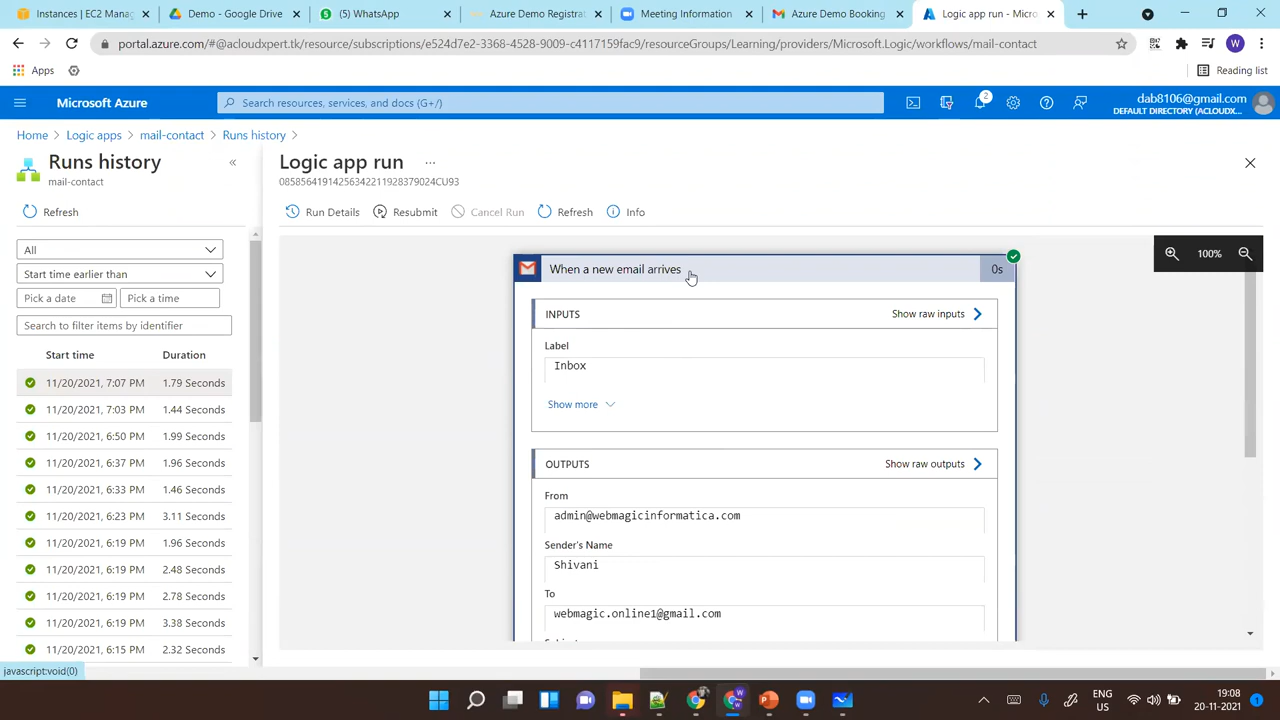 Instances | EC2 Manag
Demo - Google Drive
(5) WhatsApp
Azure Demo Registrat
Meeting Information
Azure Demo Booking
Logic app run - Micro
portal.azure.com/#@acloudxpert.tk/resource/subscriptions/e524d7e2-3368-4528-8571-1159754c9fac9/resourceGroups/Learning/providers/Microsoft.Logic/workflows/mail-contact
W
Apps
Reading list
Microsoft Azure
Search resources, services, and docs (G+/)
2
dab8106@gmail.com
DEFAULT DIRECTORY (ACLOUDX...
Home > Logic apps > mail-contact > Runs history >
Runs history
mail-contact
Refresh
All
Start time earlier than
Pick a date
Pick a time
Search to filter items by identifier
Start time Duration
11/20/2021, 7:07 PM 1.79 Seconds
11/20/2021, 7:03 PM 1.44 Seconds
11/20/2021, 6:50 PM 1.99 Seconds
11/20/2021, 6:37 PM 1.96 Seconds
11/20/2021, 6:33 PM 1.46 Seconds
11/20/2021, 6:23 PM 3.11 Seconds
11/20/2021, 6:19 PM 1.96 Seconds
11/20/2021, 6:19 PM 2.48 Seconds
11/20/2021, 6:19 PM 2.78 Seconds
11/20/2021, 6:19 PM 3.38 Seconds
11/20/2021, 6:15 PM 2.32 Seconds
Logic app run ...
08585641914256342211928379024CU93
Run Details
Resubmit
Cancel Run
Refresh
Info
100%
When a new email arrives
0s
INPUTS
Show raw inputs
Label
Inbox
Show more
OUTPUTS
Show raw outputs
From
admin@webmagicinformatica.com
Sender's Name
Shivani
To
webmagic.online1@gmail.com
javascript:void(0)
ENG
US
19:08
20-11-2021
1